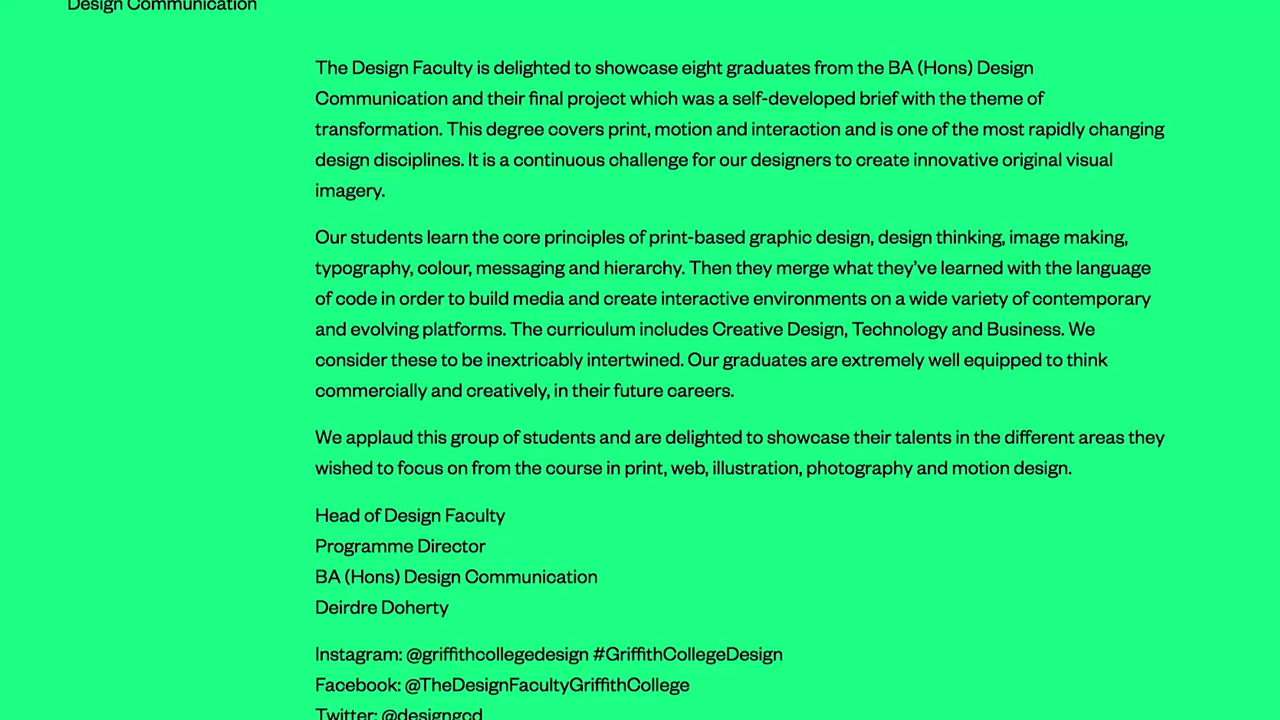 Design Communication
The Design Faculty is delighted to showcase eight graduates from the BA (Hons) Design
Communication and their final project which was a self-developed brief with the theme of
transformation. This degree covers print, motion and interaction and is one of the most rapidly changing
design disciplines. It is a continuous challenge for our designers to create innovative original visual
imagery.
Our students learn the core principles of print-based graphic design, design thinking, image making,
typography, colour, messaging and hierarchy. Then they merge what they've learned with the language
of code in order to build media and create interactive environments on a wide variety of contemporary
and evolving platforms. The curriculum includes Creative Design, Technology and Business. We
consider these to be inextricably intertwined. Our graduates are extremely well equipped to think
commercially and creatively, in their future careers.
We applaud this group of students and are delighted to showcase their talents in the different areas they
wished to focus on from the course in print, web, illustration, photography and motion design.
Head of Design Faculty
Programme Director
BA (Hons) Design Communication
Deirdre Doherty
Instagram: @griffithcollegedesign #GriffithCollegeDesign
Facebook: @TheDesignFacultyGriffithCollege
Twitter: @designgcd